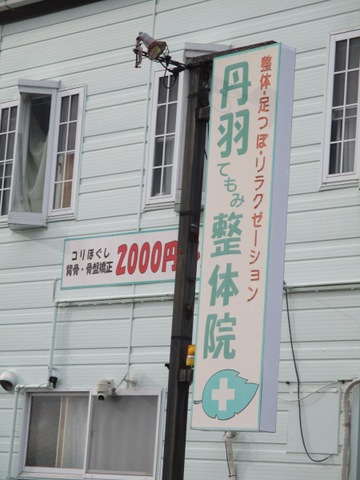 整体・足つぼ・リラクゼーション
丹羽てもみ整体院
コリほぐし
背骨・骨盤矯正
2000円